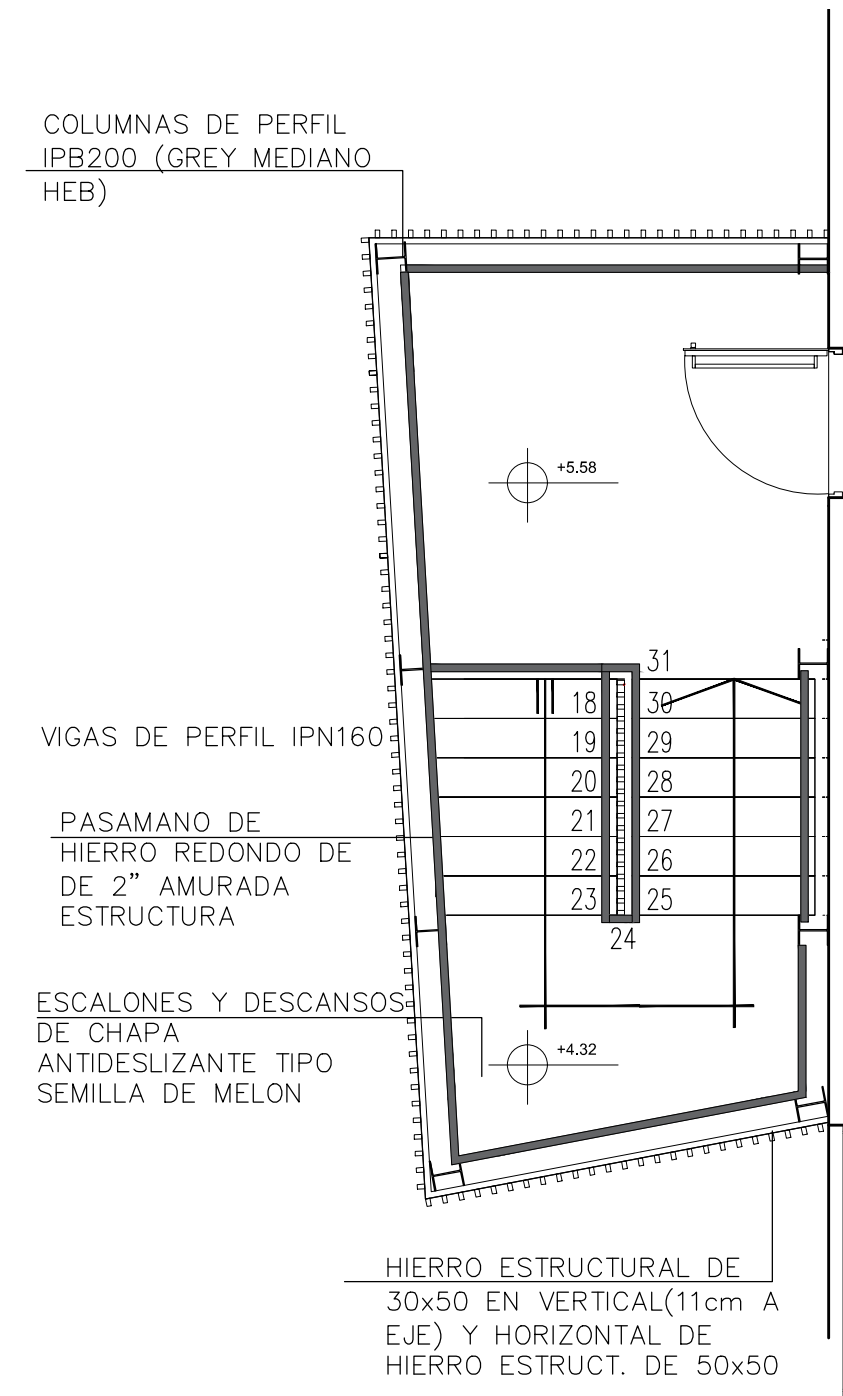 COLUMNAS DE PERFIL
IPB200 (GREY MEDIANO
HEB)
+5.58
31
18 30
19 29
VIGAS DE PERFIL IPN160
20 28
21 27
22 26
23 25
24
PASAMANO DE
HIERRO REDONDO DE
DE 2” AMURADA
ESTRUCTURA
ESCALONES Y DESCANSOS
DE CHAPA
ANTIDESLIZANTE TIPO
SEMILLA DE MELON
+4.32
HIERRO ESTRUCTURAL DE
30x50 EN VERTICAL(11cm A
EJE) Y HORIZONTAL DE
HIERRO ESTRUCT. DE 50x50